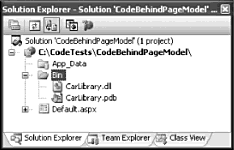 Solution Explorer - Solution 'CodeBehindPageModel' ...
Solution 'CodeBehindPageModel' (1 project)
C:\CodeTests\CodeBehindPageModel\
App_Data
Bin
CarLibrary.dll
CarLibrary.pdb
Default.aspx
Solution Explorer Team Explorer Class View